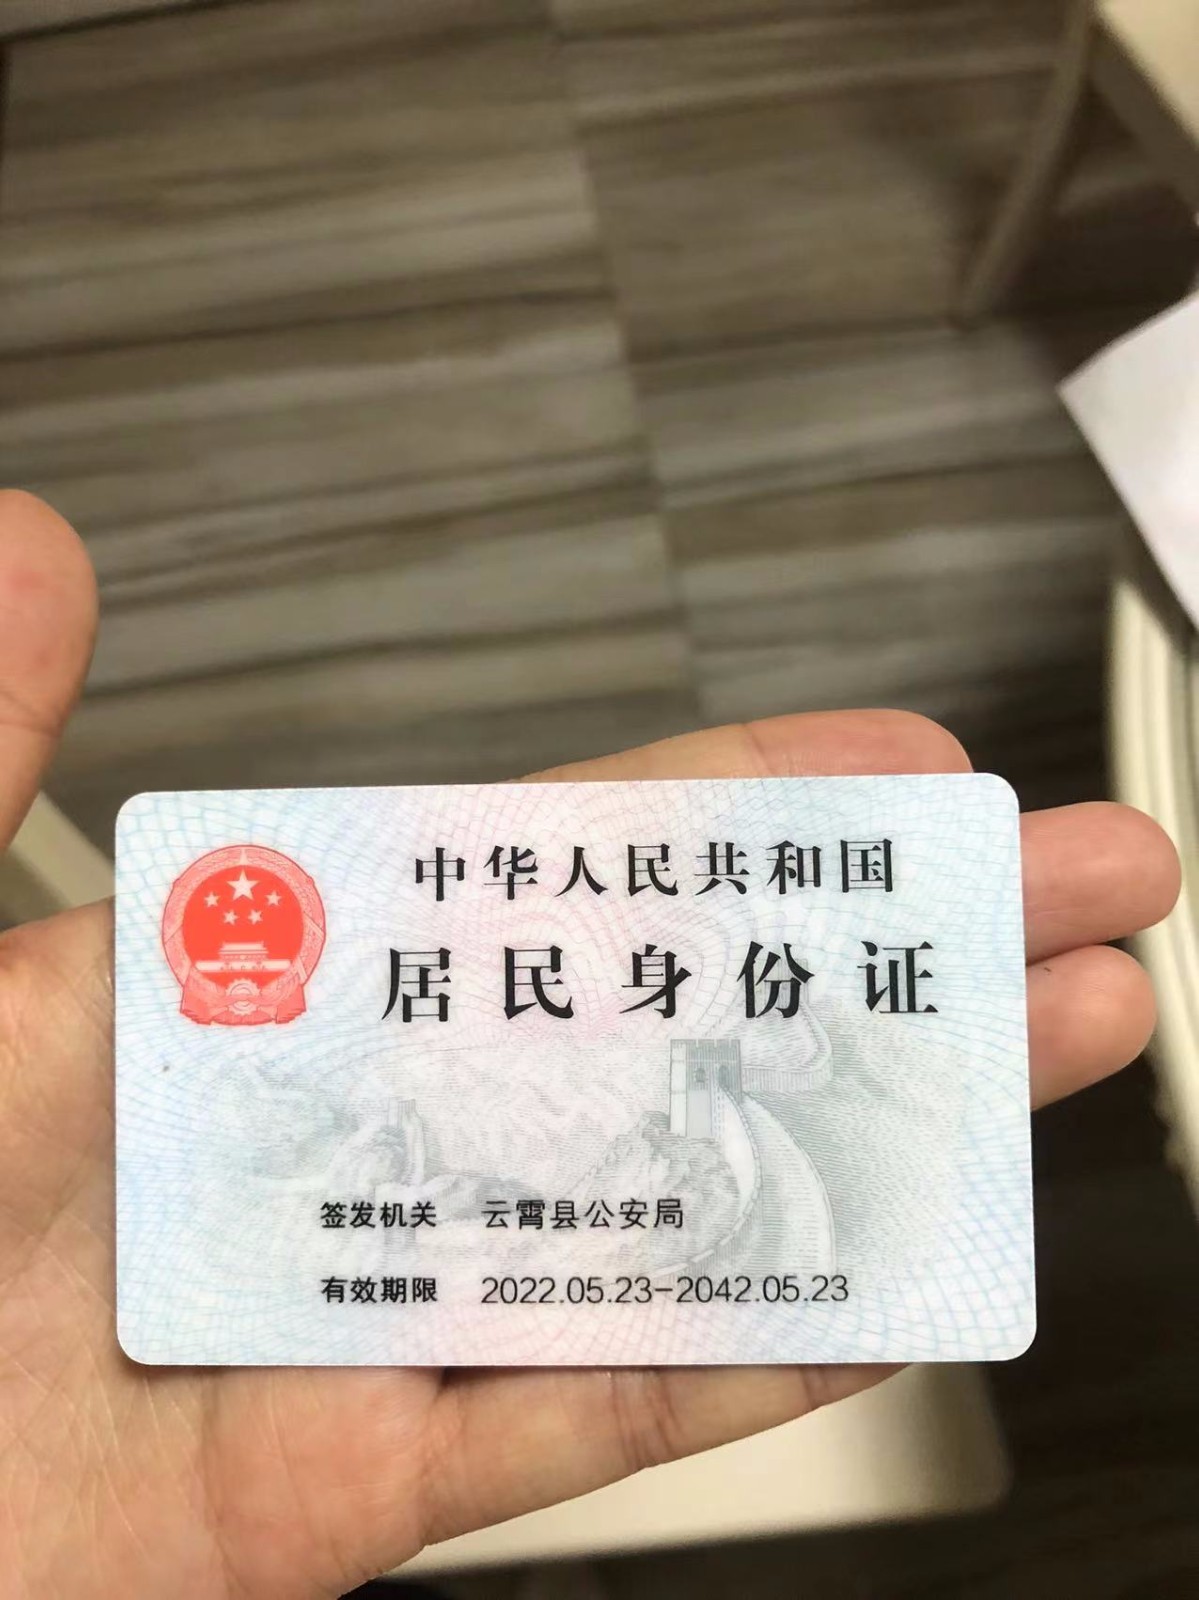 中华人民共和国
居民身份证
签发机关 云霄县公安局
有效期限 2022.05.23-2042.05.23